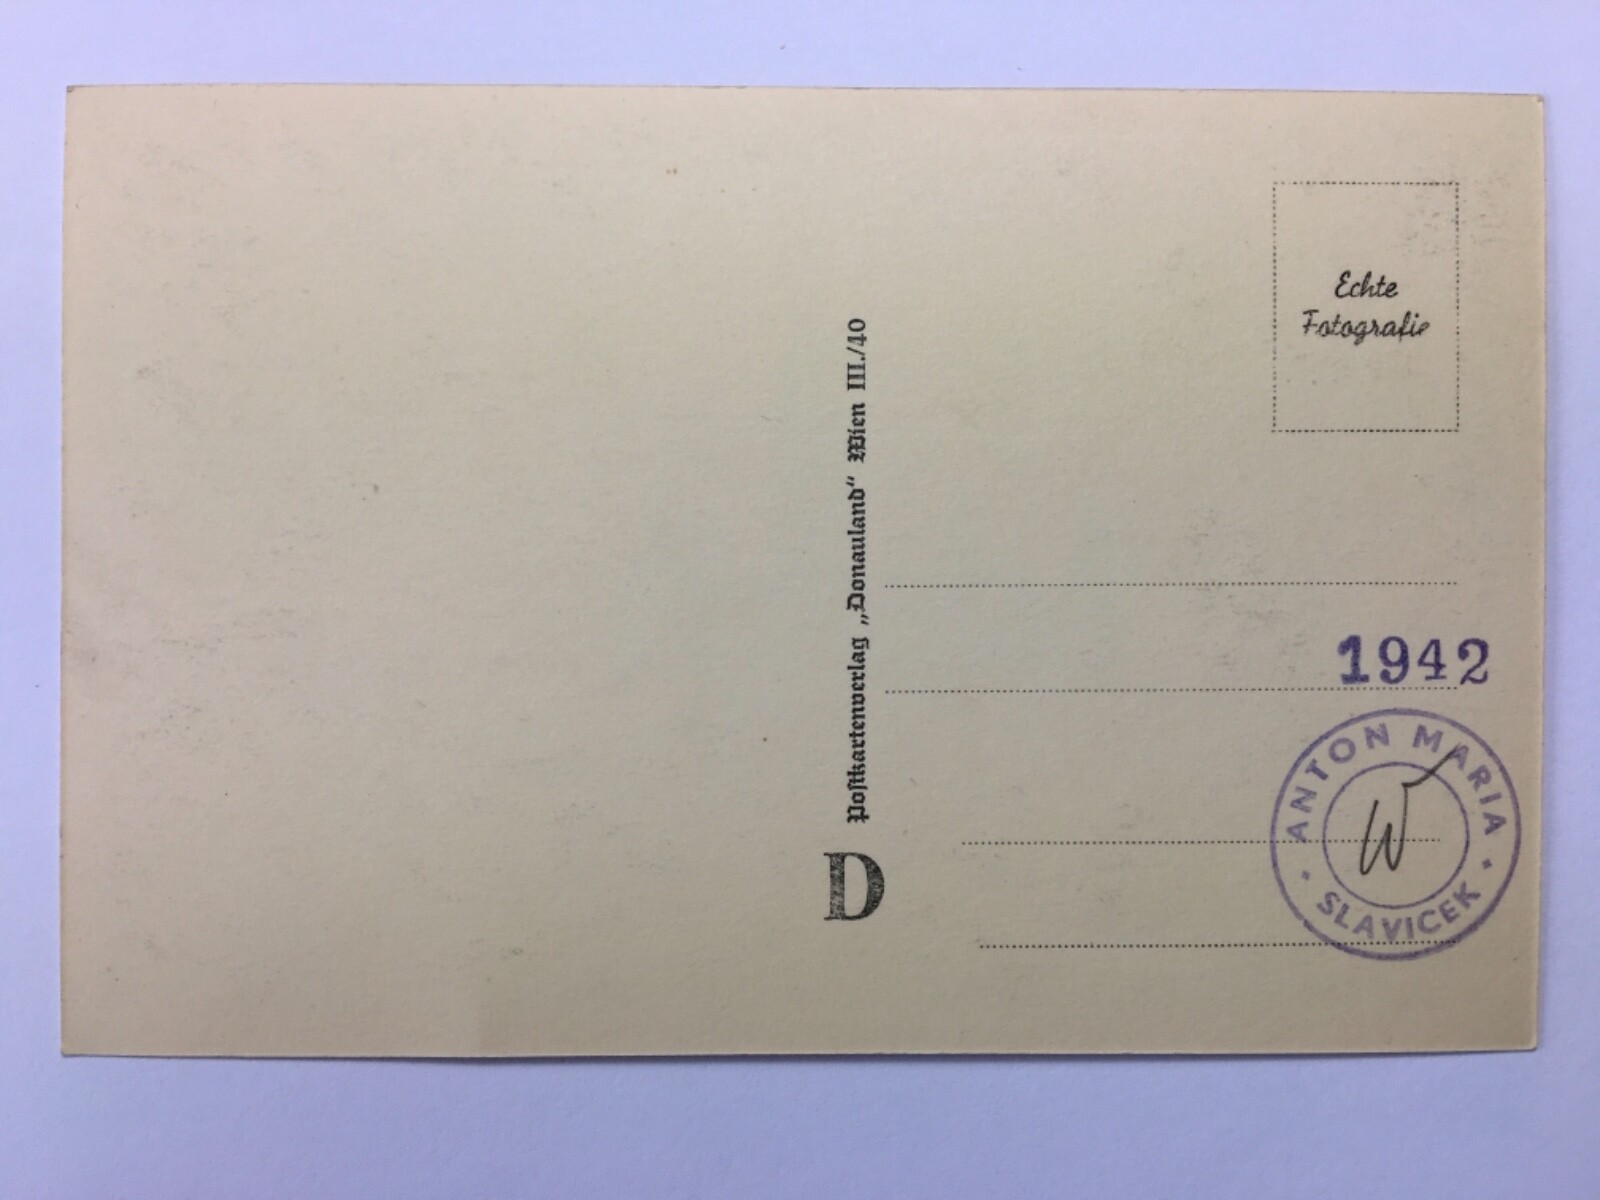 Echte
Fotografie
Postkartenverlag „Donauland“ Wien III./40
D
1942
ANTON MARIA
W
· SLAVICEK ·